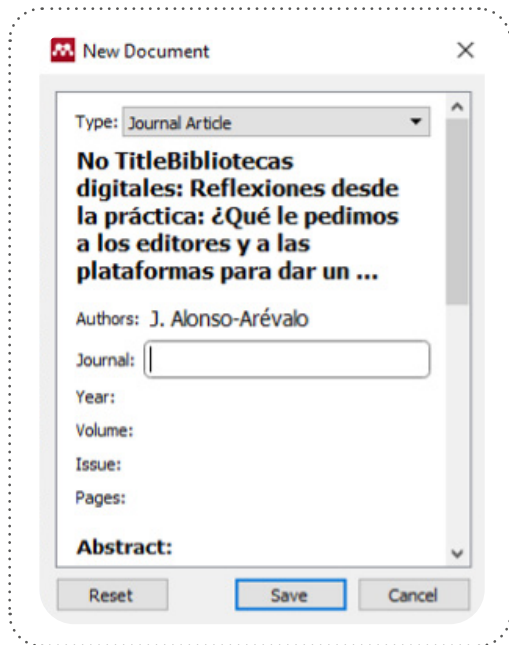 New Document
Type: Journal Article
No TitleBibliotecas
digitales: Reflexiones desde
la práctica: ¿Qué le pedimos
a los editores y a las
plataformas para dar un ...
Authors: J. Alonso-Arévalo
Journal:
Year:
Volume:
Issue:
Pages:
Abstract:
Reset Save Cancel